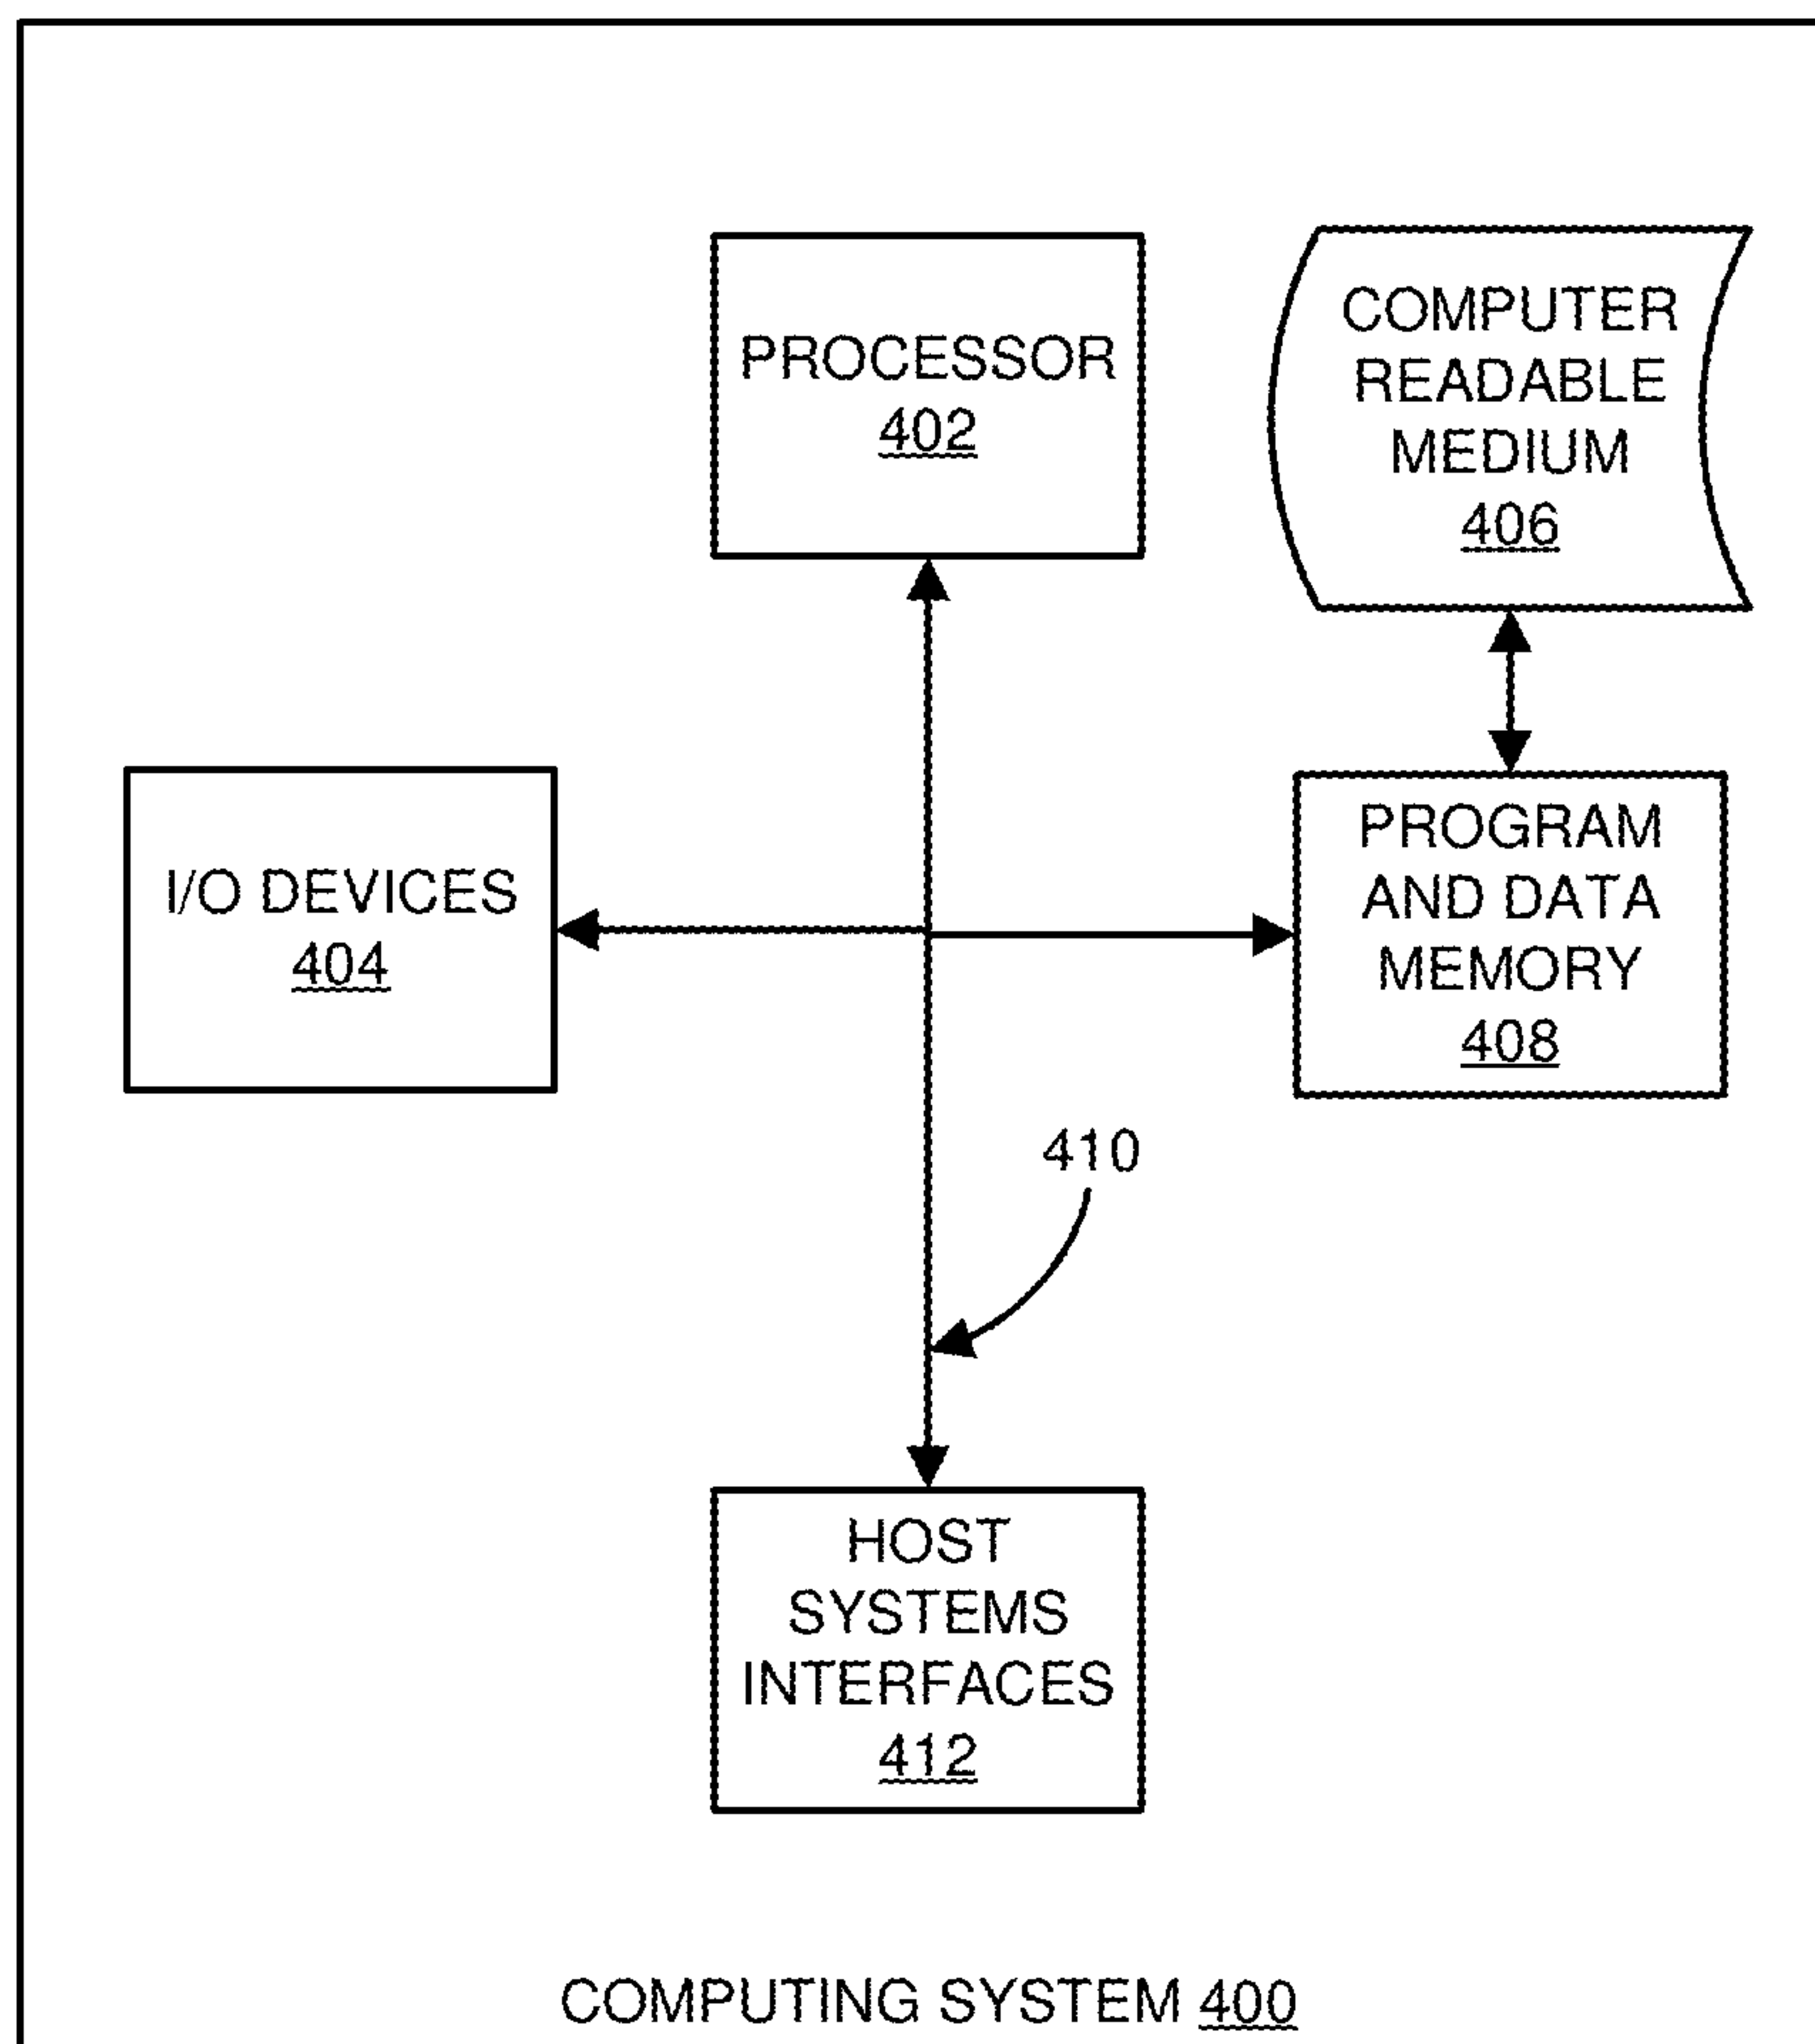 PROCESSOR
402
COMPUTER
READABLE
MEDIUM
406
I/O DEVICES
404
PROGRAM
AND DATA
MEMORY
408
410
HOST
SYSTEMS
INTERFACES
412
COMPUTING SYSTEM 400